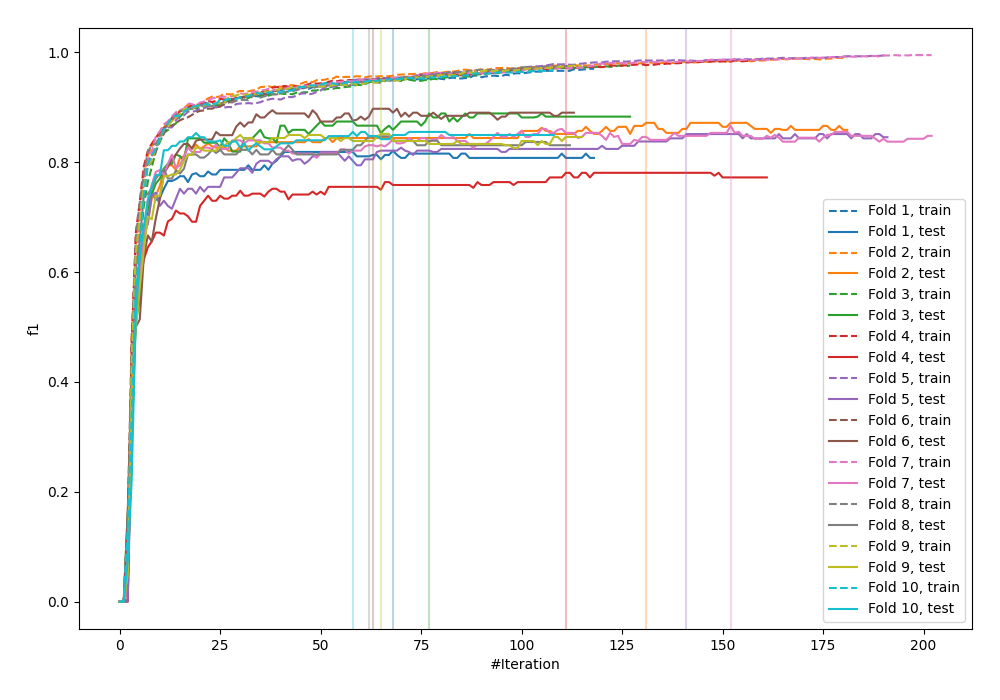 1.0
0.8
0.6
0.4
0.2
0.0
f1
0 25 50 75 100 125 150 175 200
#Iteration
Fold 1, train
Fold 1, test
Fold 2, train
Fold 2, test
Fold 3, train
Fold 3, test
Fold 4, train
Fold 4, test
Fold 5, train
Fold 5, test
Fold 6, train
Fold 6, test
Fold 7, train
Fold 7, test
Fold 8, train
Fold 8, test
Fold 9, train
Fold 9, test
Fold 10, train
Fold 10, test